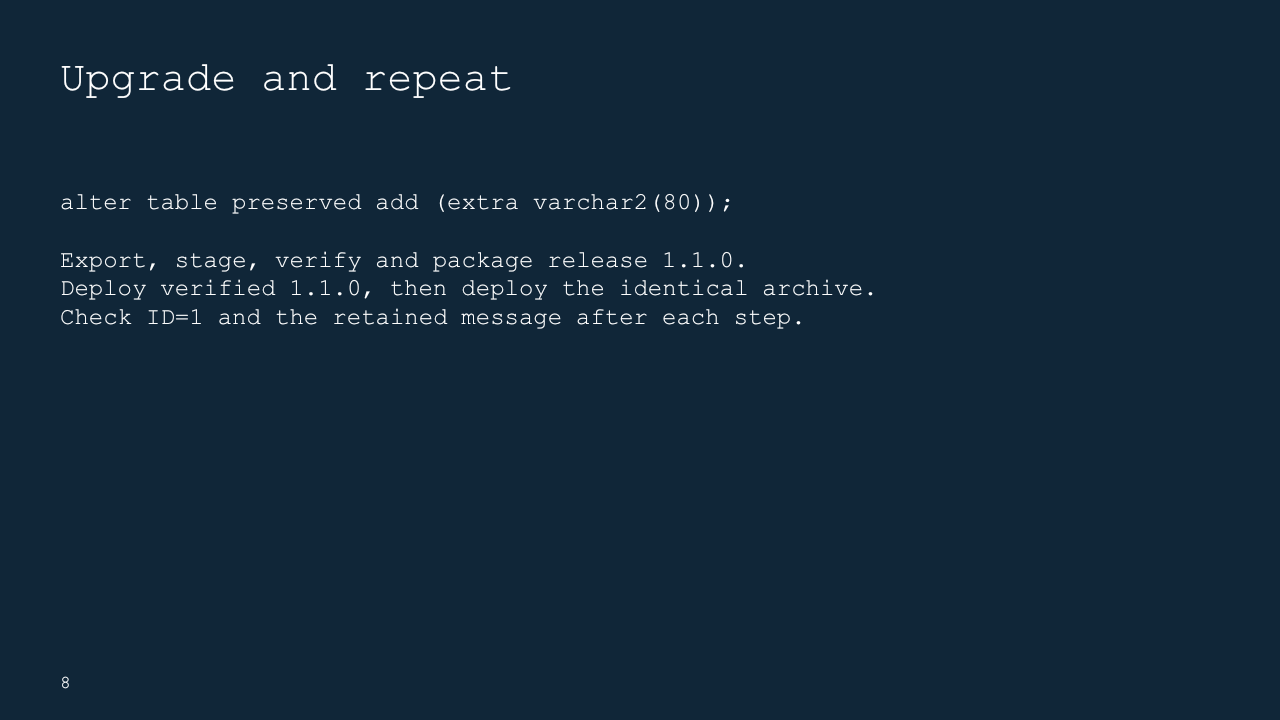 Upgrade and repeat
alter table preserved add (extra varchar2(80));
Export, stage, verify and package release 1.1.0.
Deploy verified 1.1.0, then deploy the identical archive.
Check ID=1 and the retained message after each step.
8